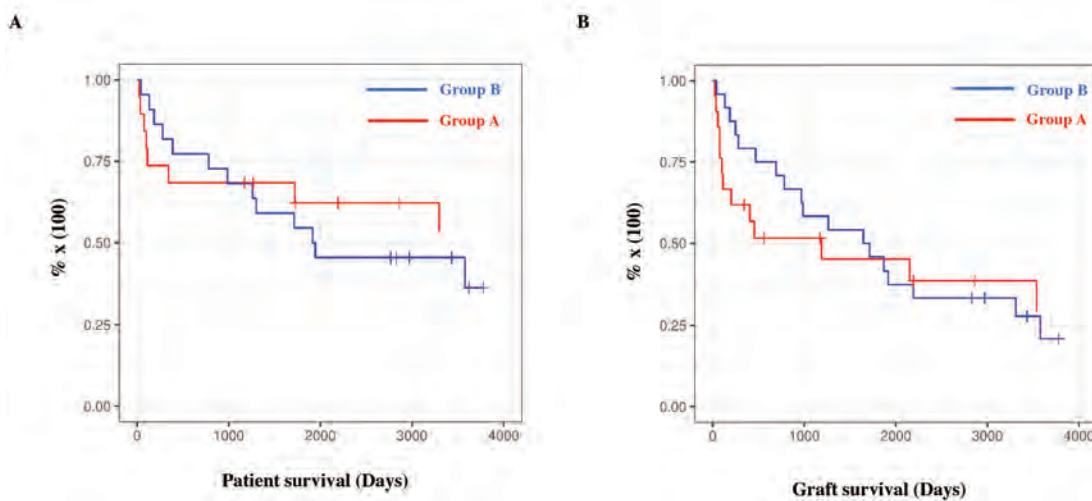 A
% x (100)
1.00
0.75
0.50
0.25
0.00
Group B
Group A
0 1000 2000 3000 4000
Patient survival (Days)
B
% x (100)
1.00
0.75
0.50
0.25
0.00
Group B
Group A
0 1000 2000 3000 4000
Graft survival (Days)